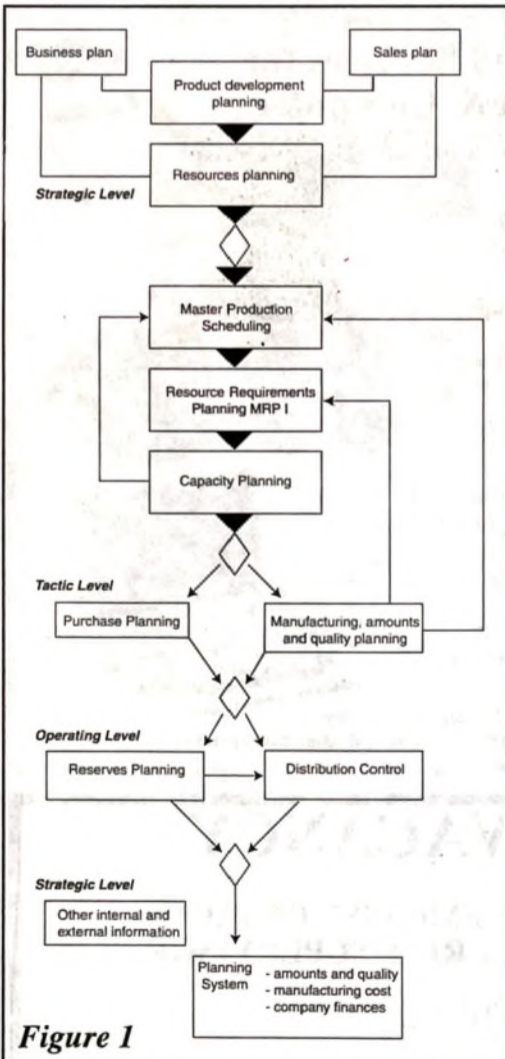 Business plan
Sales plan
Product development
planning
Resources planning
Strategic Level
Master Production
Scheduling
Resource Requirements
Planning MRP I
Capacity Planning
Tactic Level
Purchase Planning
Manufacturing, amounts
and quality planning
Operating Level
Reserves Planning
Distribution Control
Strategic Level
Other internal and
external information
Planning
System
- amounts and quality
- manufacturing cost
- company finances
Figure 1